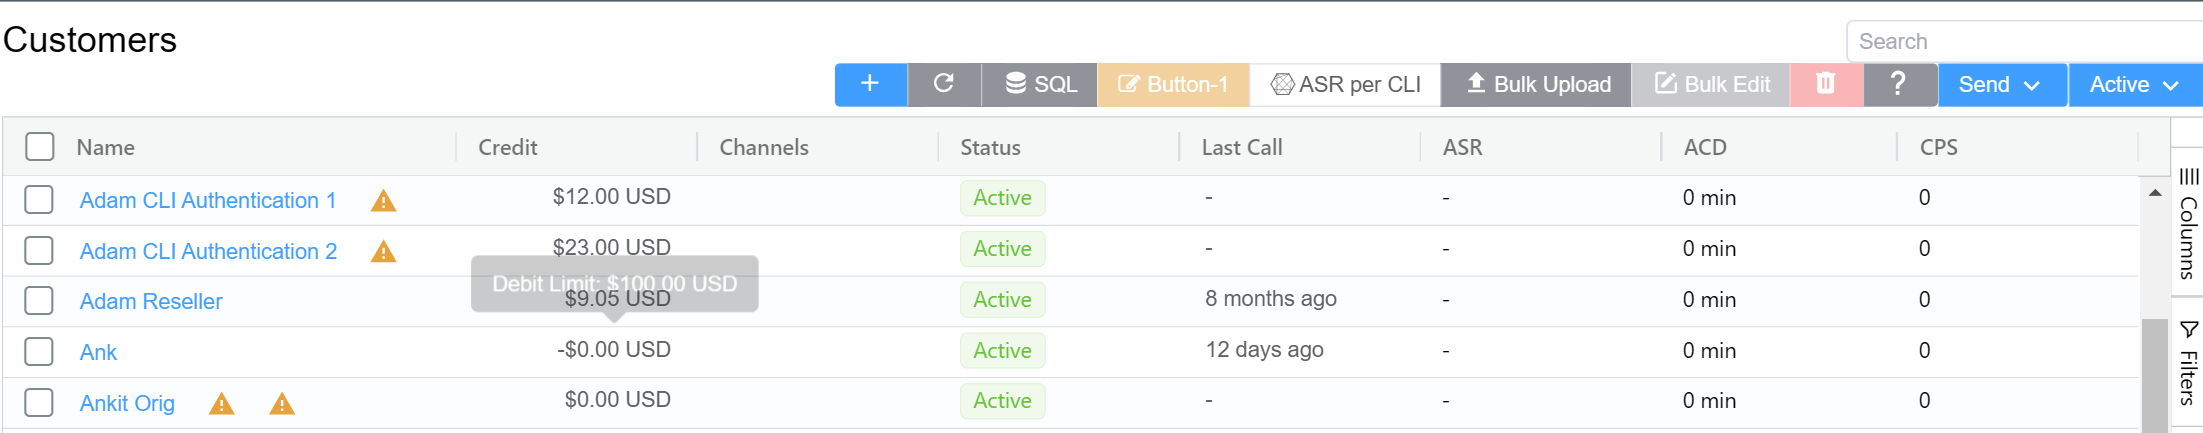 Customers
Search
+ SQL Button-1 ASR per CLI Bulk Upload Bulk Edit ? Send Active
Name Credit Channels Status Last Call ASR ACD CPS
Adam CLI Authentication 1 $12.00 USD Active - - 0 min 0
Adam CLI Authentication 2 $23.00 USD Active - - 0 min 0
Debit Limit: $100.00 USD
Adam Reseller $9.05 USD Active 8 months ago - 0 min 0
Ank -$0.00 USD Active 12 days ago - 0 min 0
Ankit Orig $0.00 USD Active - - 0 min 0
Columns
Filters